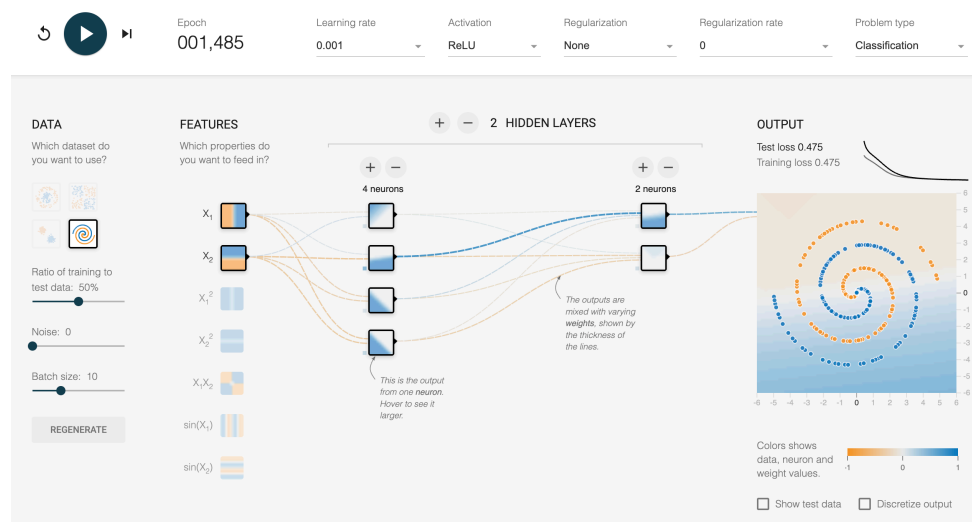 Epoch
001,485
Learning rate
0.001
Activation
ReLU
Regularization
None
Regularization rate
0
Problem type
Classification
DATA
Which dataset do
you want to use?
Ratio of training to
test data: 50%
Noise: 0
Batch size: 10
REGENERATE
FEATURES
Which properties do
you want to feed in?
X₁
X₂
X₁²
X₂²
X₁X₂
sin(X₁)
sin(X₂)
+ − 2 HIDDEN LAYERS
+ −
4 neurons
+ −
2 neurons
This is the output
from one neuron.
Hover to see it
larger.
The outputs are
mixed with varying
weights, shown by
the thickness of
the lines.
OUTPUT
Test loss 0.475
Training loss 0.475
6
5
4
3
2
1
0
-1
-2
-3
-4
-5
-6
-6 -5 -4 -3 -2 -1 0 1 2 3 4 5 6
Colors shows
data, neuron and
weight values.
-1 0 1
Show test data
Discretize output